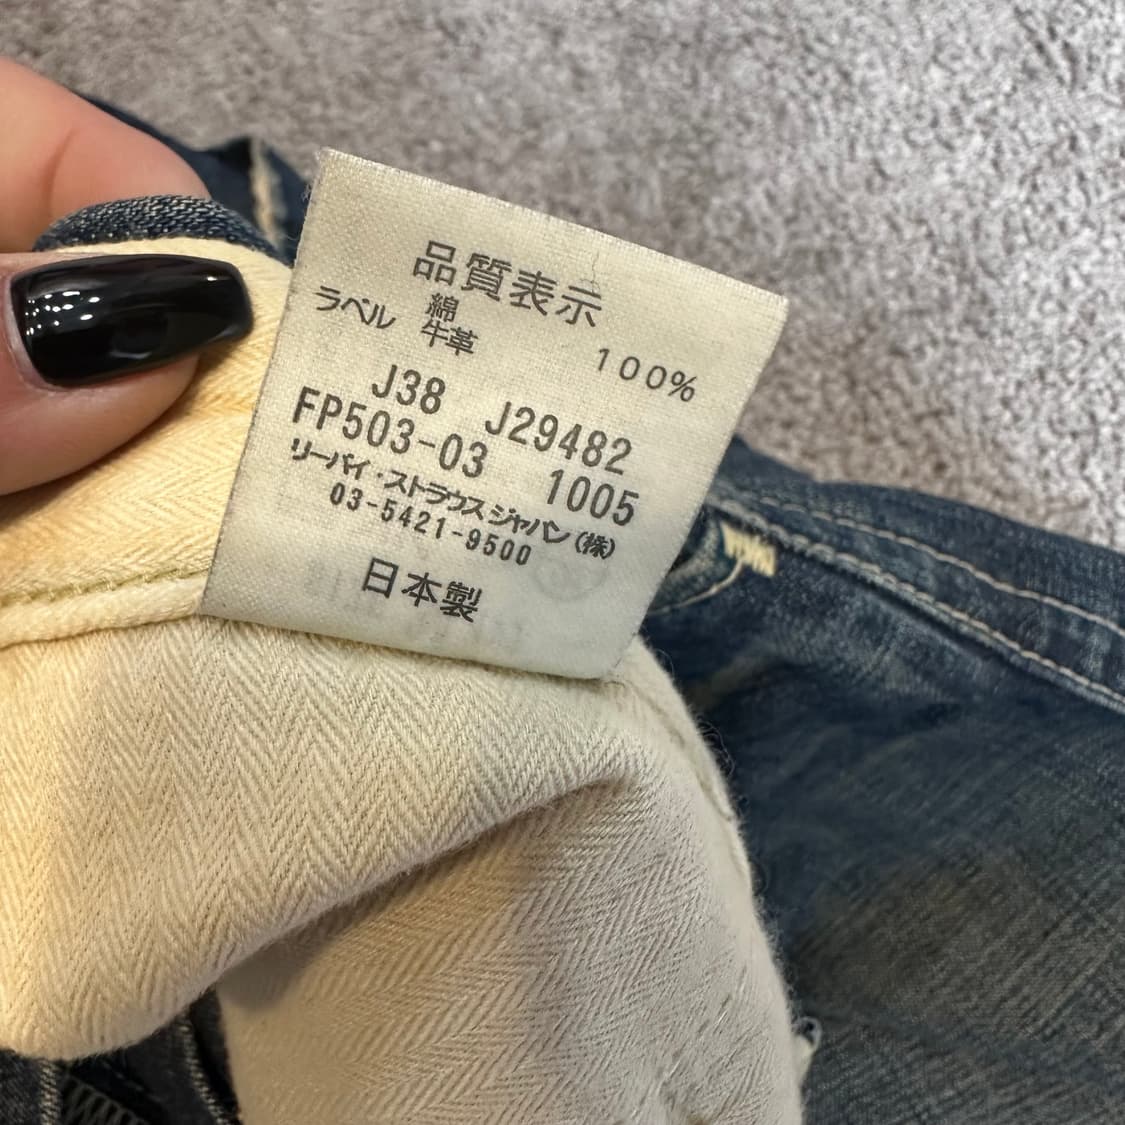 品質表示
綿 100%
ラベル 牛革
J38 J29482
FP503-03 1005
リーバイ・ストラウス ジャパン(株)
03-5421-9500
日本製